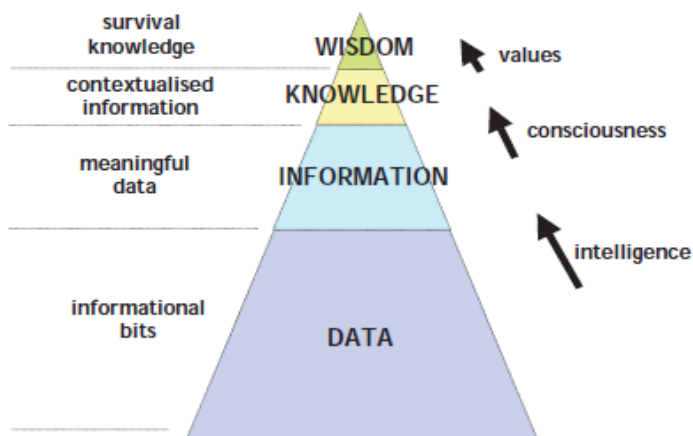 survival
knowledge
WISDOM
values
contextualised
information
KNOWLEDGE
consciousness
meaningful
data
INFORMATION
intelligence
informational
bits
DATA